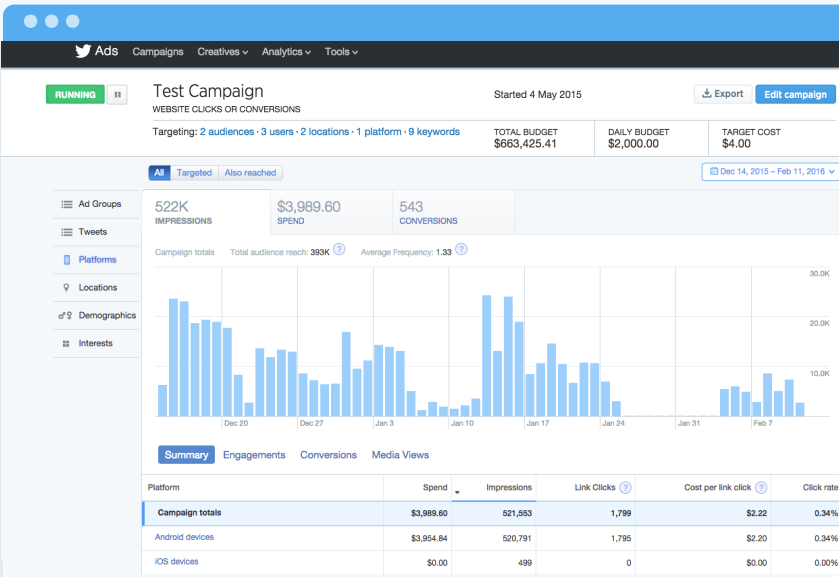 Ads Campaigns Creatives Analytics Tools
RUNNING
Test Campaign
WEBSITE CLICKS OR CONVERSIONS
Started 4 May 2015
Export
Edit campaign
Targeting: 2 audiences · 3 users · 2 locations · 1 platform · 9 keywords
TOTAL BUDGET
$663,425.41
DAILY BUDGET
$2,000.00
TARGET COST
$4.00
All Targeted Also reached
Dec 14, 2015 – Feb 11, 2016
Ad Groups
Tweets
Platforms
Locations
Demographics
Interests
522K
IMPRESSIONS
$3,989.60
SPEND
543
CONVERSIONS
Campaign totals Total audience reach: 393K ? Average Frequency: 1.33 ?
30.0K
20.0K
10.0K
Dec 20 Dec 27 Jan 3 Jan 10 Jan 17 Jan 24 Jan 31 Feb 7
Summary Engagements Conversions Media Views
Platform Spend Impressions Link Clicks ? Cost per link click ? Click rate
Campaign totals $3,989.60 521,553 1,799 $2.22 0.34%
Android devices $3,954.84 520,791 1,795 $2.20 0.34%
iOS devices $0.00 499 0 $0.00 0.00%